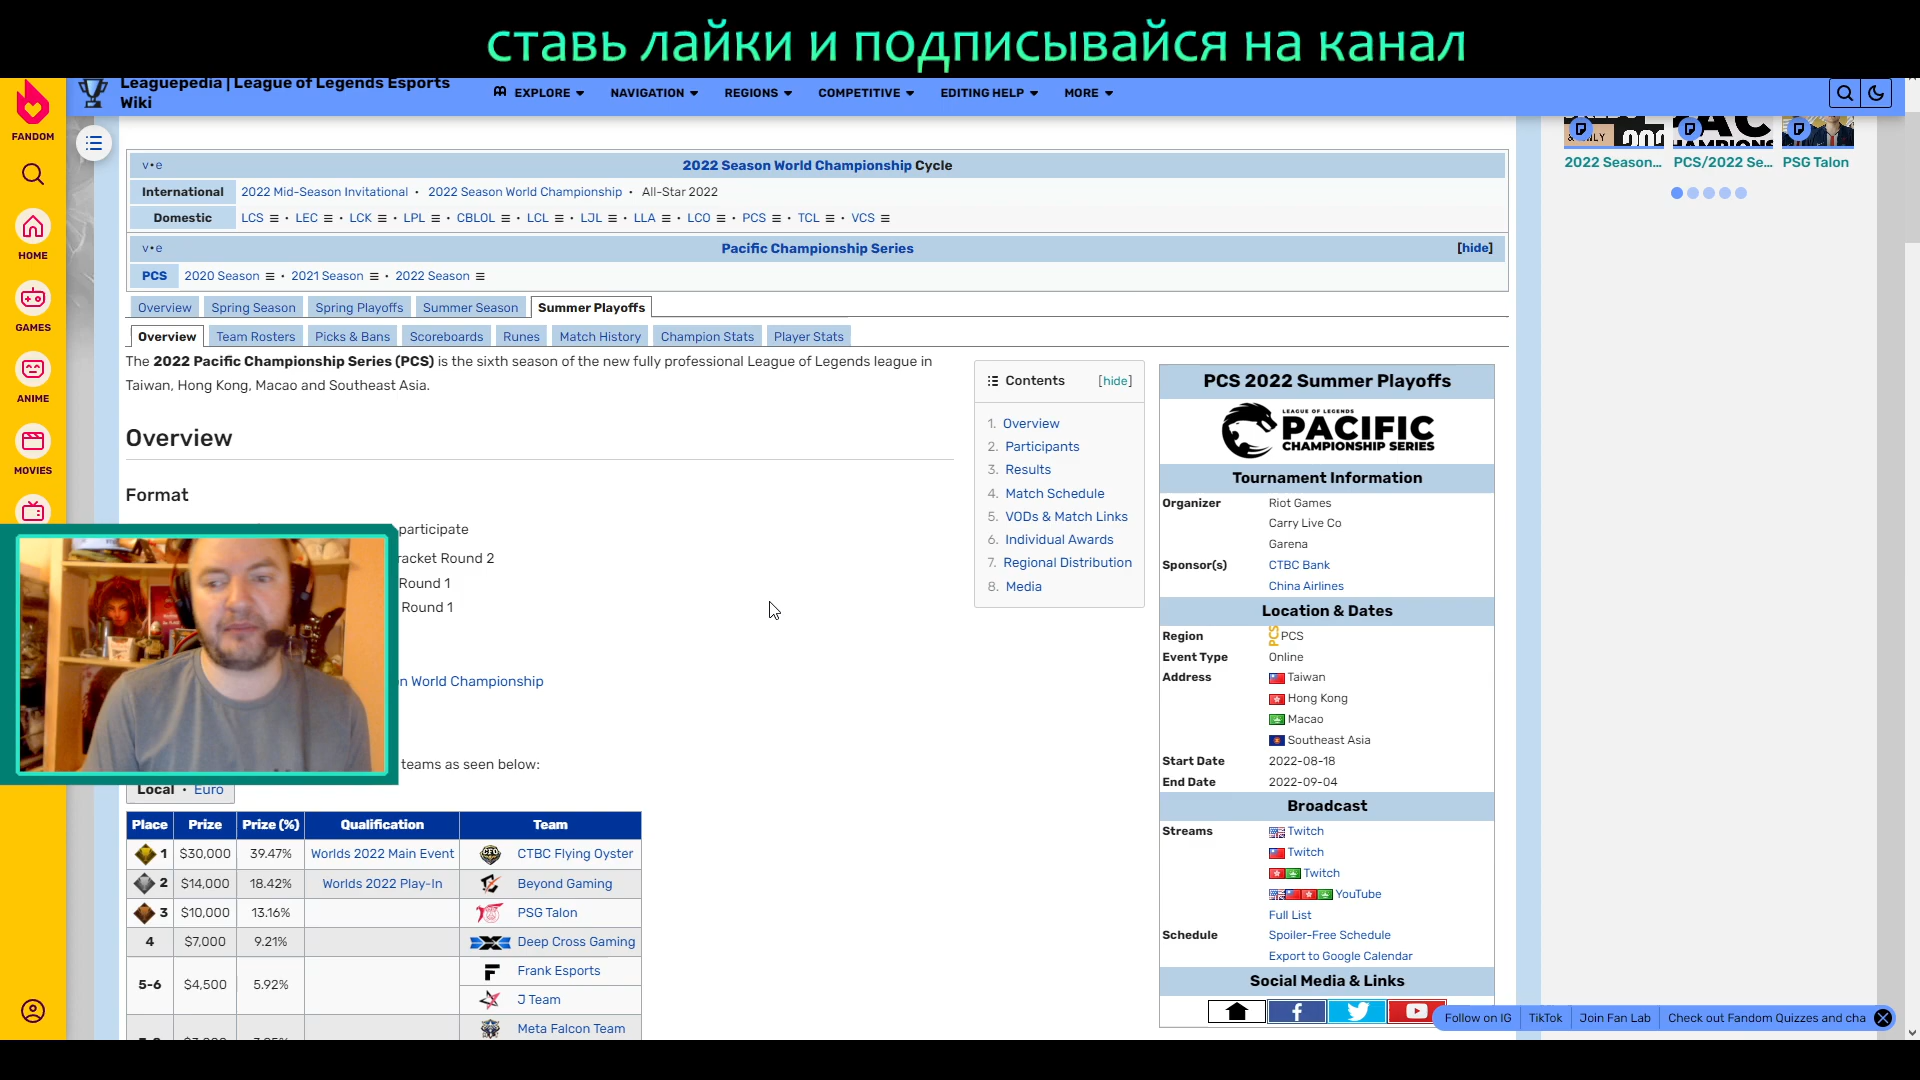 ставь лайки и подписывайся на канал
Leaguepedia | League of Legends Esports
Wiki
EXPLORE
NAVIGATION
REGIONS
COMPETITIVE
EDITING HELP
MORE
FANDOM
HOME
GAMES
ANIME
MOVIES
v•e
2022 Season World Championship Cycle
International 2022 Mid-Season Invitational • 2022 Season World Championship • All-Star 2022
Domestic LCS • LEC • LCK • LPL • CBLOL • LCL • LJL • LLA • LCO • PCS • TCL • VCS
v•e
Pacific Championship Series
[hide]
PCS 2020 Season • 2021 Season • 2022 Season
Overview Spring Season Spring Playoffs Summer Season Summer Playoffs
Overview Team Rosters Picks & Bans Scoreboards Runes Match History Champion Stats Player Stats
The 2022 Pacific Championship Series (PCS) is the sixth season of the new fully professional League of Legends league in
Taiwan, Hong Kong, Macao and Southeast Asia.
Overview
Format
participate
racket Round 2
Round 1
Round 1
n World Championship
teams as seen below:
Local • Euro
Place Prize Prize (%) Qualification Team
1 $30,000 39.47% Worlds 2022 Main Event CTBC Flying Oyster
2 $14,000 18.42% Worlds 2022 Play-In Beyond Gaming
3 $10,000 13.16% PSG Talon
4 $7,000 9.21% Deep Cross Gaming
5-6 $4,500 5.92% Frank Esports
J Team
Meta Falcon Team
Contents [hide]
1. Overview
2. Participants
3. Results
4. Match Schedule
5. VODs & Match Links
6. Individual Awards
7. Regional Distribution
8. Media
PCS 2022 Summer Playoffs
LEAGUE OF LEGENDS
PACIFIC
CHAMPIONSHIP SERIES
Tournament Information
Organizer Riot Games
Carry Live Co
Garena
Sponsor(s) CTBC Bank
China Airlines
Location & Dates
Region PCS PCS
Event Type Online
Address Taiwan
Hong Kong
Macao
Southeast Asia
Start Date 2022-08-18
End Date 2022-09-04
Broadcast
Streams Twitch
Twitch
Twitch
YouTube
Full List
Schedule Spoiler-Free Schedule
Export to Google Calendar
Social Media & Links
2022 Season...
PCS/2022 Se...
PSG Talon
Follow on IG
TikTok
Join Fan Lab
Check out Fandom Quizzes and cha